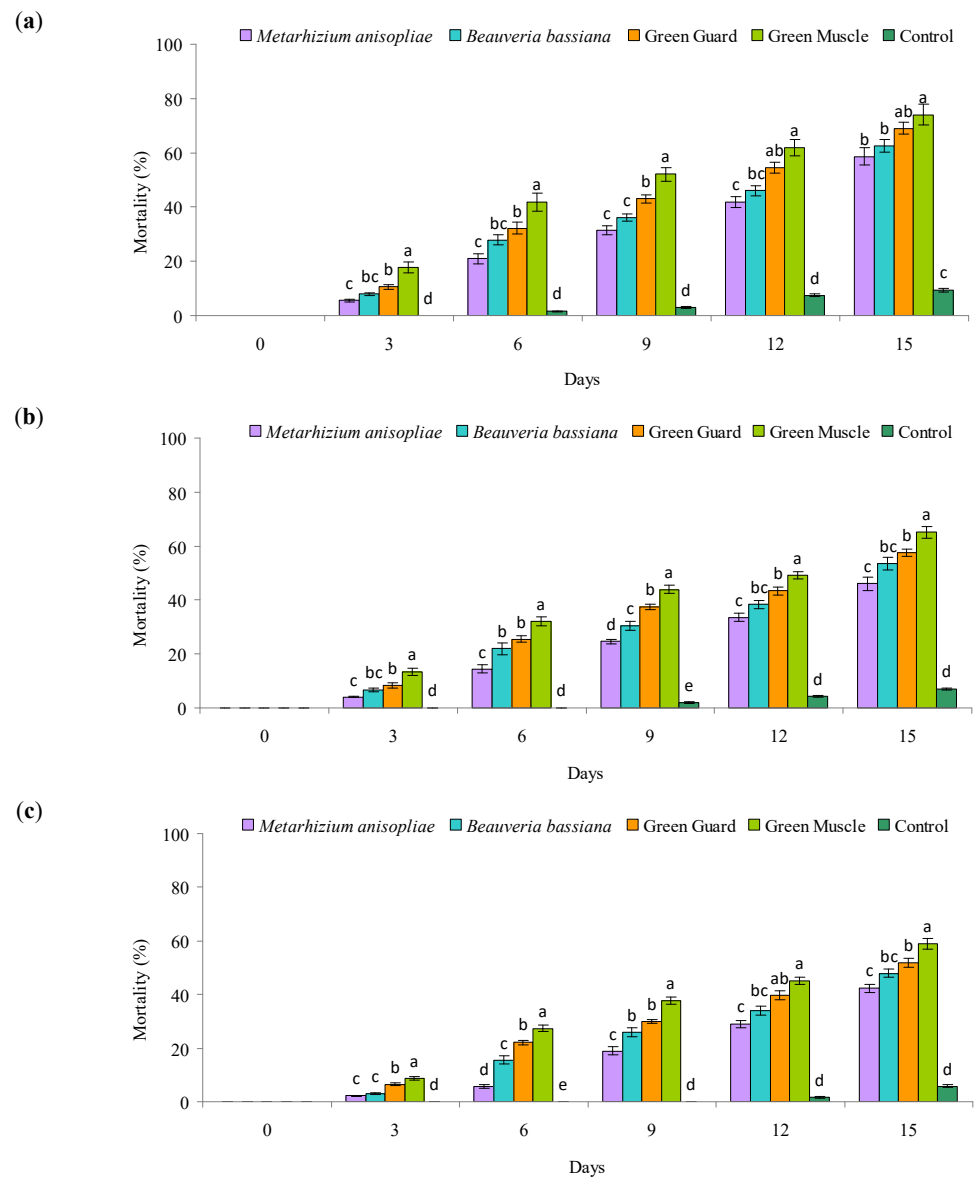 (a)
Metarhizium anisopliae Beauveria bassiana Green Guard Green Muscle Control
100
80
60
40
20
0
Mortality (%)
c bc b a d
c bc b a d
c c b a d
c bc ab a d
b b ab a c
0 3 6 9 12 15
Days
(b)
Metarhizium anisopliae Beauveria bassiana Green Guard Green Muscle Control
100
80
60
40
20
0
Mortality (%)
c bc b a d
c b b a d
d c b a e
c bc b a d
c bc b a d
0 3 6 9 12 15
Days
(c)
Metarhizium anisopliae Beauveria bassiana Green Guard Green Muscle Control
100
80
60
40
20
0
Mortality (%)
c c b a d
d c b a e
c b b a d
c bc ab a d
c bc b a d
0 3 6 9 12 15
Days